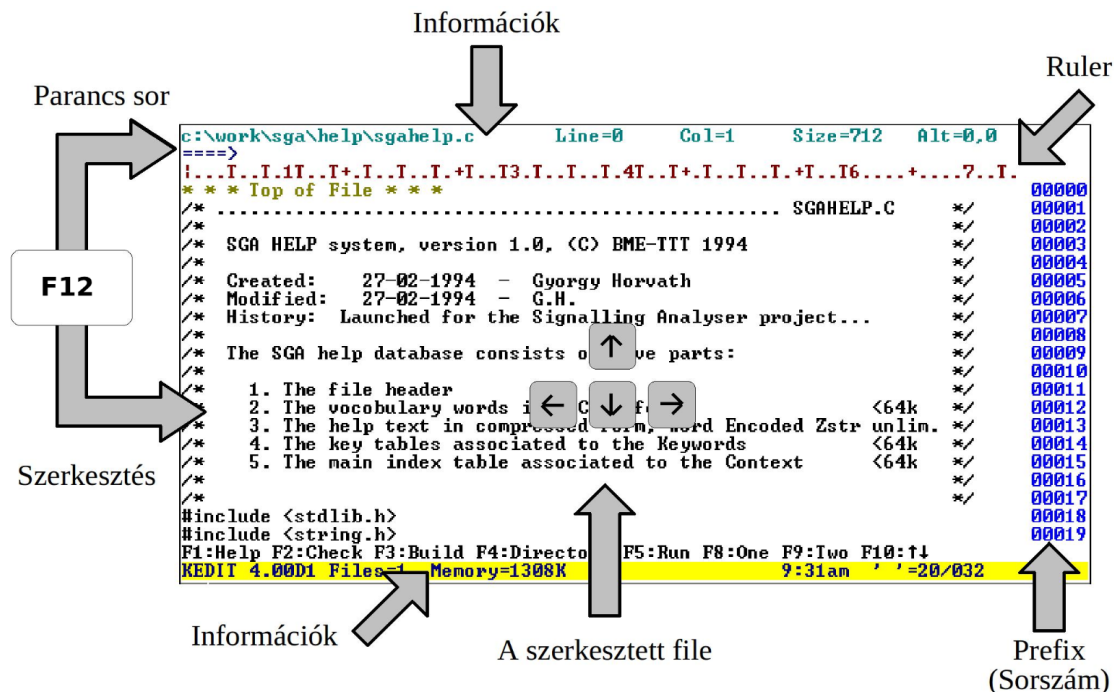 Információk
Ruler
Parancs sor
c:\work\sga\help\sgahelp.c Line=0 Col=1 Size=712 Alt=0,0
====>
|...T..T.1T..T+.T..T..T.+T..T3.T..T..T.4T..T+.T..T..T.+T..T6....+....7..T.
* * * Top of File * * * 00000
/* .................................................. SGAHELP.C */ 00001
/* */ 00002
/* SGA HELP system, version 1.0, (C) BME-TTT 1994 */ 00003
/* */ 00004
/* Created: 27-02-1994 - Gyorgy Horvath */ 00005
/* Modified: 27-02-1994 - G.H. */ 00006
/* History: Launched for the Signalling Analyser project... */ 00007
/* */ 00008
/* The SGA help database consists ve parts: */ 00009
/* */ 00010
/* 1. The file header */ 00011
/* 2. The vocobulary words <64k */ 00012
/* 3. The help text in Encoded Zstr unlim. */ 00013
/* 4. The key tables associated to the Keywords <64k */ 00014
/* 5. The main index table associated to the Context <64k */ 00015
/* */ 00016
/* */ 00017
#include <stdlib.h> 00018
#include <string.h> 00019
F1:Help F2:Check F3:Build F4:Directo F5:Run F8:One F9:Two F10:↑↓
KEDIT 4.00D1 Files=1 Memory=1308K 9:31am ' '=20/032
F12
↑
← ↓ →
Szerkesztés
Információk
A szerkesztett file
Prefix
(Sorszám)